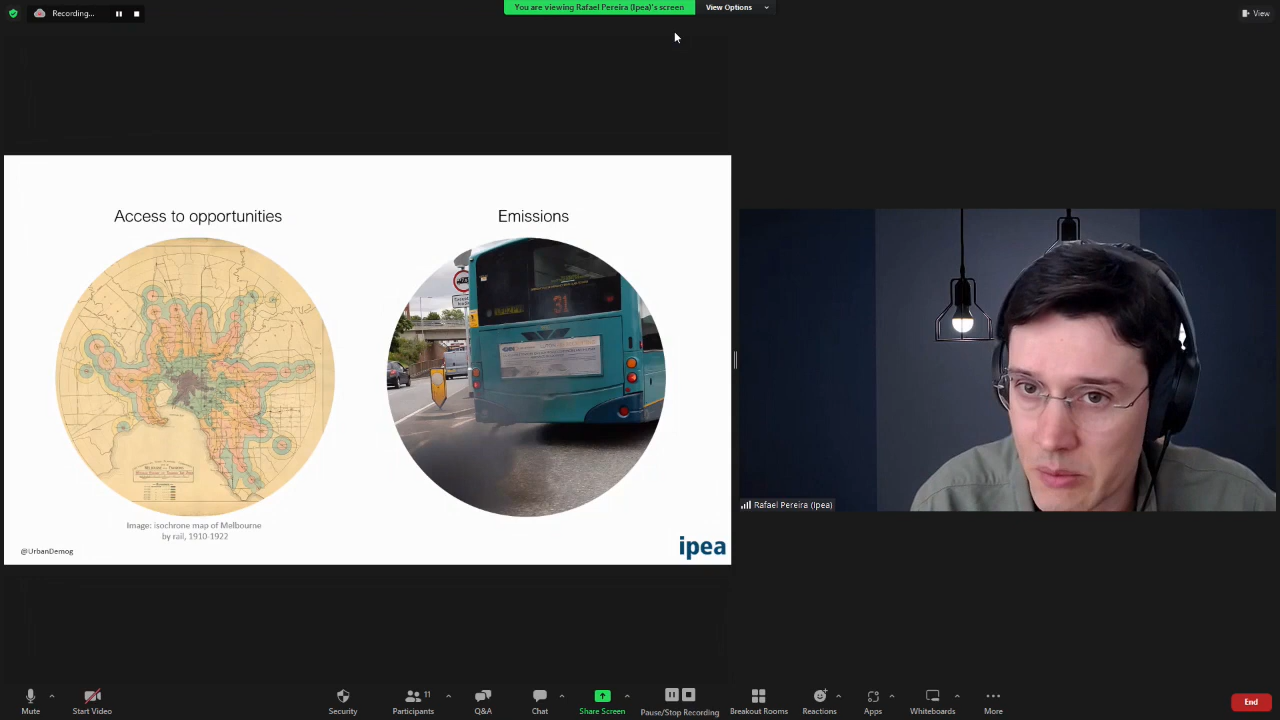 Recording...
You are viewing Rafael Pereira (Ipea)'s screen
View Options
View
Access to opportunities
Emissions
31
Image: isochrone map of Melbourne
by rail, 1910-1922
@UrbanDemog
ipea
Rafael Pereira (Ipea)
Mute
Start Video
Security
Participants
11
Q&A
Chat
Share Screen
Pause/Stop Recording
Breakout Rooms
Reactions
Apps
Whiteboards
More
End